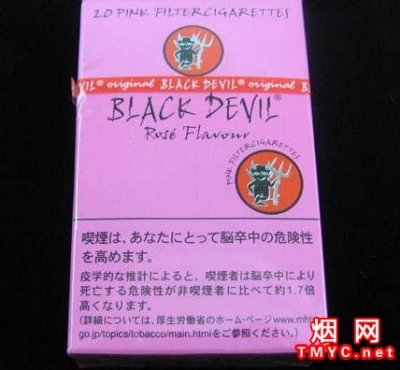 20 PINK FILTERCIGARETTES
VIL® original BLACK DEVIL® original
BLACK DEVIL®
Rosé Flavour
PINK FILTERCIGARETTES
喫煙は、あなたにとって脳卒中の危険性
を高めます。
疫学的な推計によると、喫煙者は脳卒中により
死亡する危険性が非喫煙者に比べて約1.7倍
高くなります。
(詳細については、厚生労働省のホーム・ページwww.mhl
go.jp/topics/tobacco/main.htmlをご参照ください。)
烟网
TMYC.net